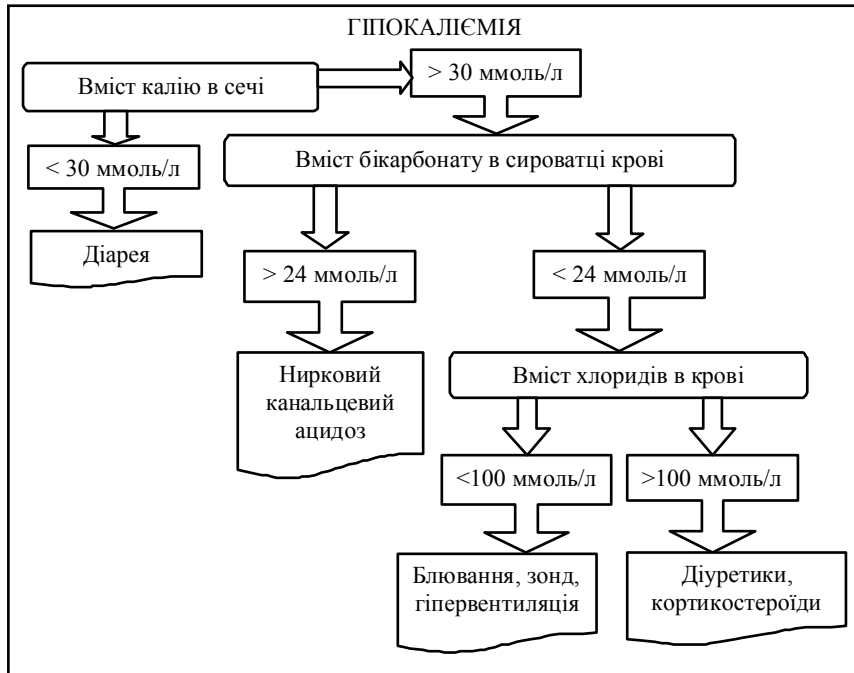 ГІПОКАЛІЄМІЯ
Вміст калію в сечі
> 30 ммоль/л
< 30 ммоль/л
Діарея
Вміст бікарбонату в сироватці крові
> 24 ммоль/л
< 24 ммоль/л
Нирковий
канальцевий
ацидоз
Вміст хлоридів в крові
<100 ммоль/л
>100 ммоль/л
Блювання, зонд,
гіпервентиляція
Діуретики,
кортикостероїди